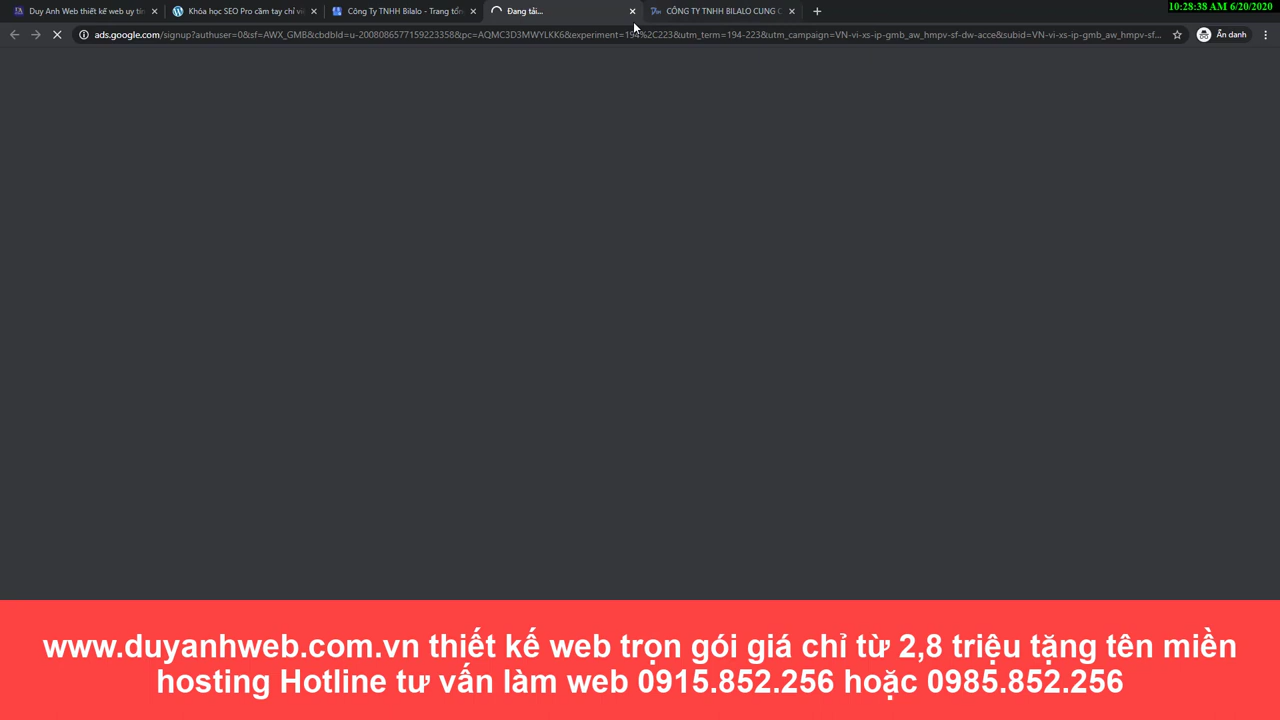 10:28:38 AM 6/20/2020
Duy Anh Web thiết kế web uy tín
Khóa học SEO Pro cầm tay chỉ vi
Công Ty TNHH Bilalo - Trang tổn
Đang tải...
CÔNG TY TNHH BILALO CUNG C
ads.google.com/signup?authuser=0&sf=AWX_GMB&cbdbId=u-2008086577159223358&pc=AQMC3D3MWYLKK6&experiment=194%2C223&utm_term=194-223&utm_campaign=VN-vi-xs-ip-gmb_aw_hmpv-sf-dw-acce&subid=VN-vi-xs-ip-gmb_aw_hmpv-sf...
Ẩn danh
www.duyanhweb.com.vn thiết kế web trọn gói giá chỉ từ 2,8 triệu tặng tên miền
hosting Hotline tư vấn làm web 0915.852.256 hoặc 0985.852.256